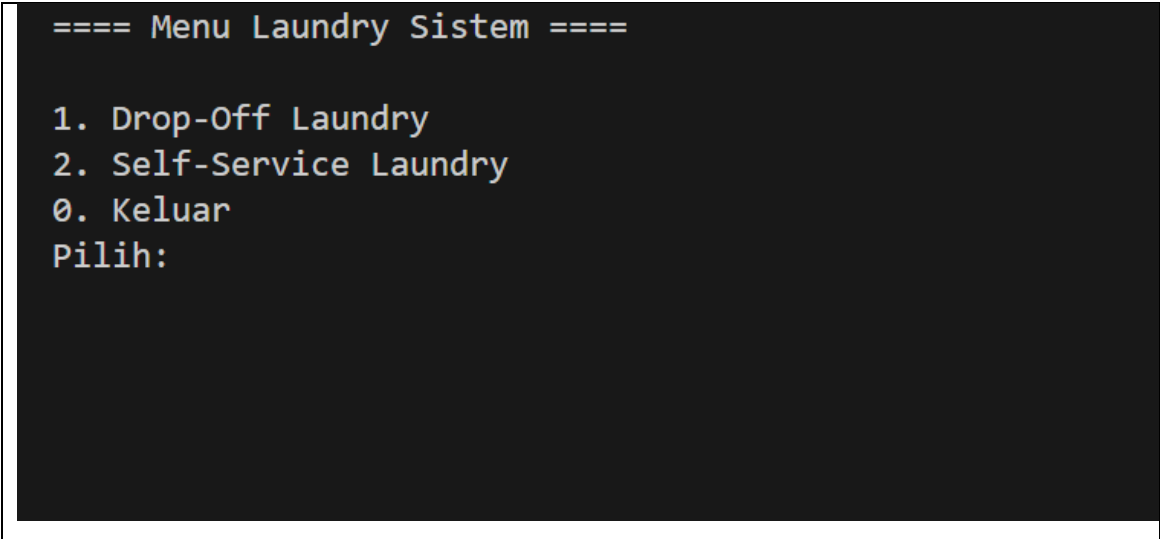 ==== Menu Laundry Sistem ====
1. Drop-Off Laundry
2. Self-Service Laundry
0. Keluar
Pilih: